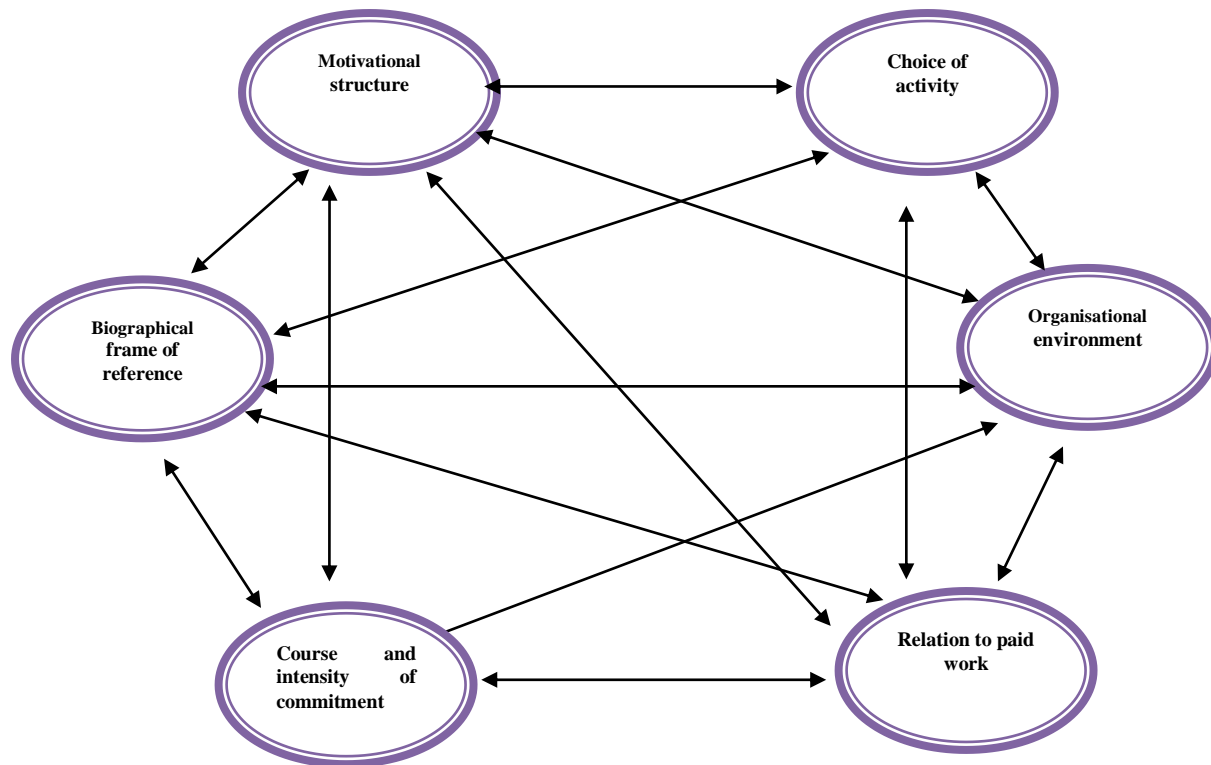 Motivational
structure
Choice of
activity
Biographical
frame of
reference
Organisational
environment
Course and
intensity of
commitment
Relation to paid
work